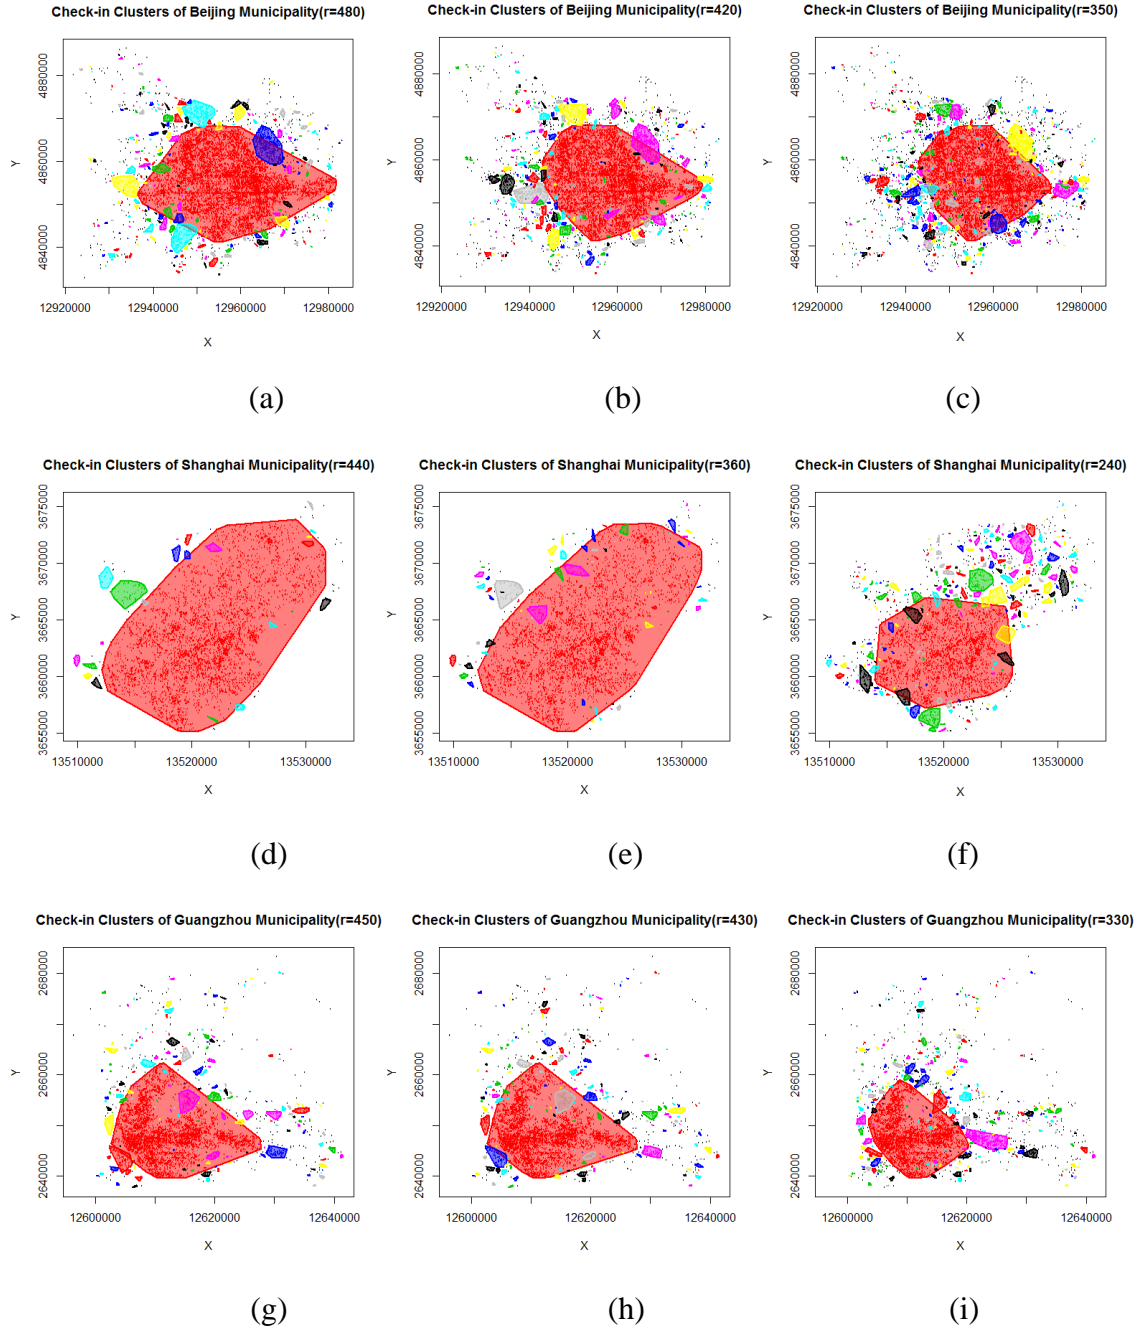 Check-in Clusters of Beijing Municipality(r=480)
Check-in Clusters of Beijing Municipality(r=420)
Check-in Clusters of Beijing Municipality(r=350)
Y
4880000
4860000
4840000
12920000 12940000 12960000 12980000
X
Y
4880000
4860000
4840000
12920000 12940000 12960000 12980000
X
Y
4880000
4860000
4840000
12920000 12940000 12960000 12980000
X
(a)
(b)
(c)
Check-in Clusters of Shanghai Municipality(r=440)
Check-in Clusters of Shanghai Municipality(r=360)
Check-in Clusters of Shanghai Municipality(r=240)
Y
3675000
3670000
3665000
3660000
3655000
13510000 13520000 13530000
X
Y
3675000
3670000
3665000
3660000
3655000
13510000 13520000 13530000
X
Y
3675000
3670000
3665000
3660000
3655000
13510000 13520000 13530000
X
(d)
(e)
(f)
Check-in Clusters of Guangzhou Municipality(r=450)
Check-in Clusters of Guangzhou Municipality(r=430)
Check-in Clusters of Guangzhou Municipality(r=330)
Y
2680000
2660000
2640000
12600000 12620000 12640000
X
Y
2680000
2660000
2640000
12600000 12620000 12640000
X
Y
2680000
2660000
2640000
12600000 12620000 12640000
X
(g)
(h)
(i)